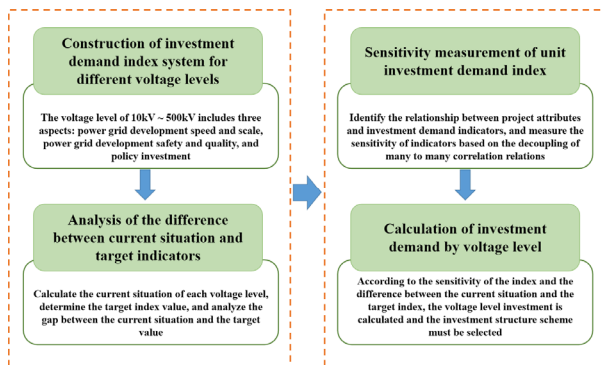 Construction of investment
demand index system for
different voltage levels
The voltage level of 10kV ~ 500kV includes three
aspects: power grid development speed and scale,
power grid development safety and quality, and
policy investment
Analysis of the difference
between current situation and
target indicators
Calculate the current situation of each voltage level,
determine the target index value, and analyze the
gap between the current situation and the target
value
Sensitivity measurement of unit
investment demand index
Identify the relationship between project attributes
and investment demand indicators, and measure the
sensitivity of indicators based on the decoupling of
many to many correlation relations
Calculation of investment
demand by voltage level
According to the sensitivity of the index and the
difference between the current situation and the
target index, the voltage level investment is
calculated and the investment structure scheme
must be selected